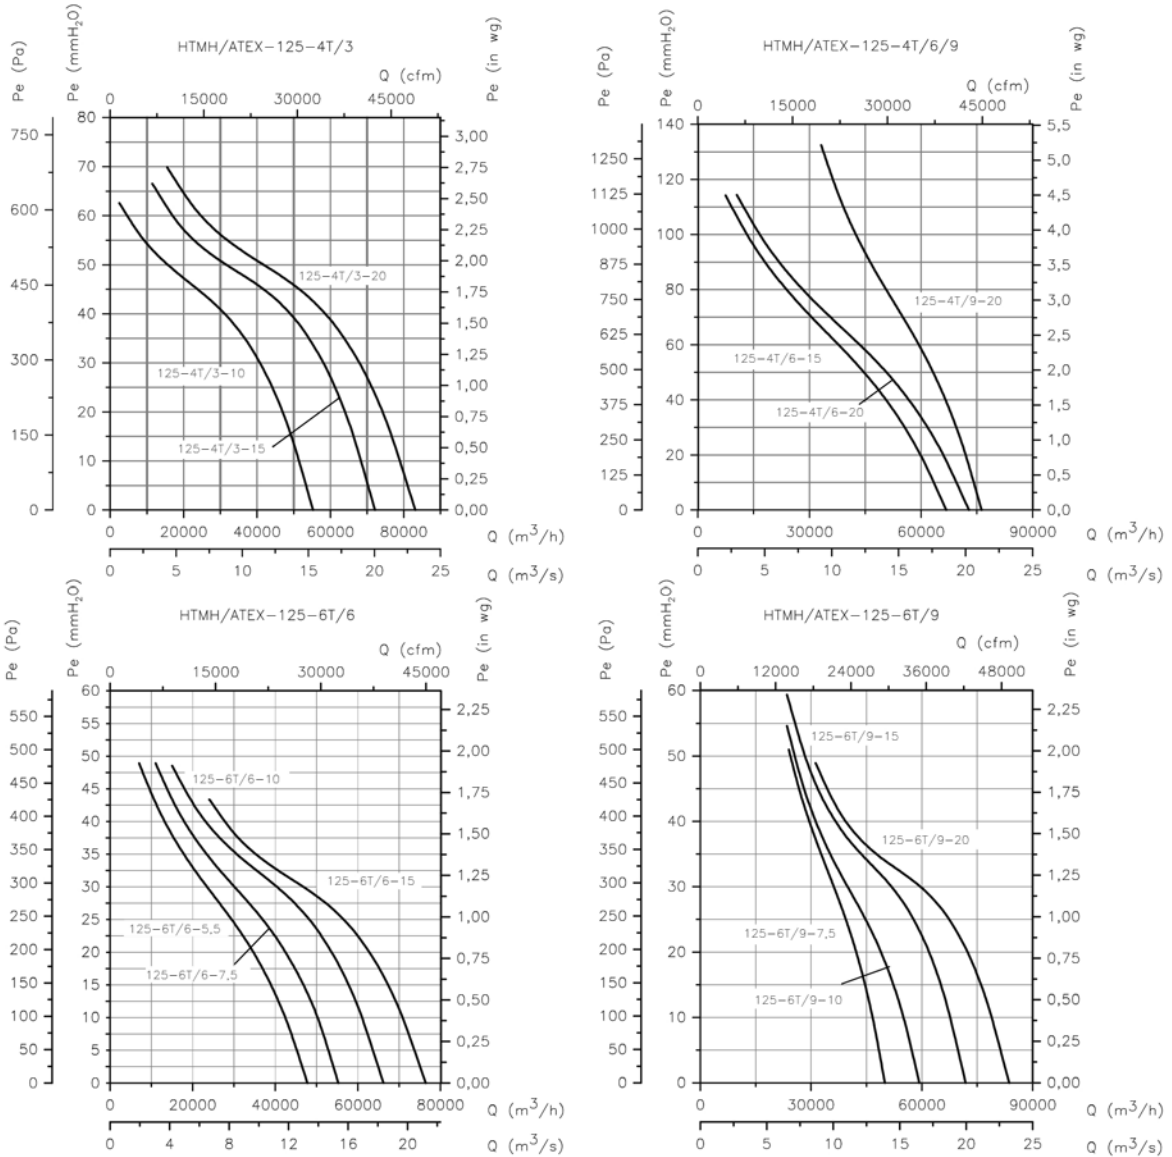 HTMH/ATEX-125-4T/3
Pe (Pa)
Pe (mmH2O)
Q (cfm)
Pe (in wg)
0 15000 30000 45000
750
600
450
300
150
0
80
70
60
50
40
30
20
10
0
3,00
2,75
2,50
2,25
2,00
1,75
1,50
1,25
1,00
0,75
0,50
0,25
0,00
125-4T/3-20
125-4T/3-10
125-4T/3-15
0 20000 40000 60000 80000 Q (m3/h)
0 5 10 15 20 25 Q (m3/s)
HTMH/ATEX-125-4T/6/9
Pe (Pa)
Pe (mmH2O)
Q (cfm)
Pe (in wg)
0 15000 30000 45000
1250
1125
1000
875
750
625
500
375
250
125
0
140
120
100
80
60
40
20
0
5,5
5,0
4,5
4,0
3,5
3,0
2,5
2,0
1,5
1,0
0,5
0,0
125-4T/9-20
125-4T/6-15
125-4T/6-20
0 30000 60000 90000 Q (m3/h)
0 5 10 15 20 25 Q (m3/s)
HTMH/ATEX-125-6T/6
Pe (Pa)
Pe (mmH2O)
Q (cfm)
Pe (in wg)
0 15000 30000 45000
550
500
450
400
350
300
250
200
150
100
50
0
60
55
50
45
40
35
30
25
20
15
10
5
0
2,25
2,00
1,75
1,50
1,25
1,00
0,75
0,50
0,25
0,00
125-6T/6-10
125-6T/6-15
125-6T/6-5,5
125-6T/6-7,5
0 20000 40000 60000 80000 Q (m3/h)
0 4 8 12 16 20 Q (m3/s)
HTMH/ATEX-125-6T/9
Pe (Pa)
Pe (mmH2O)
Q (cfm)
Pe (in wg)
0 12000 24000 36000 48000
550
500
450
400
350
300
250
200
150
100
50
0
60
50
40
30
20
10
0
2,25
2,00
1,75
1,50
1,25
1,00
0,75
0,50
0,25
0,00
125-6T/9-15
125-6T/9-20
125-6T/9-7,5
125-6T/9-10
0 30000 60000 90000 Q (m3/h)
0 5 10 15 20 25 Q (m3/s)